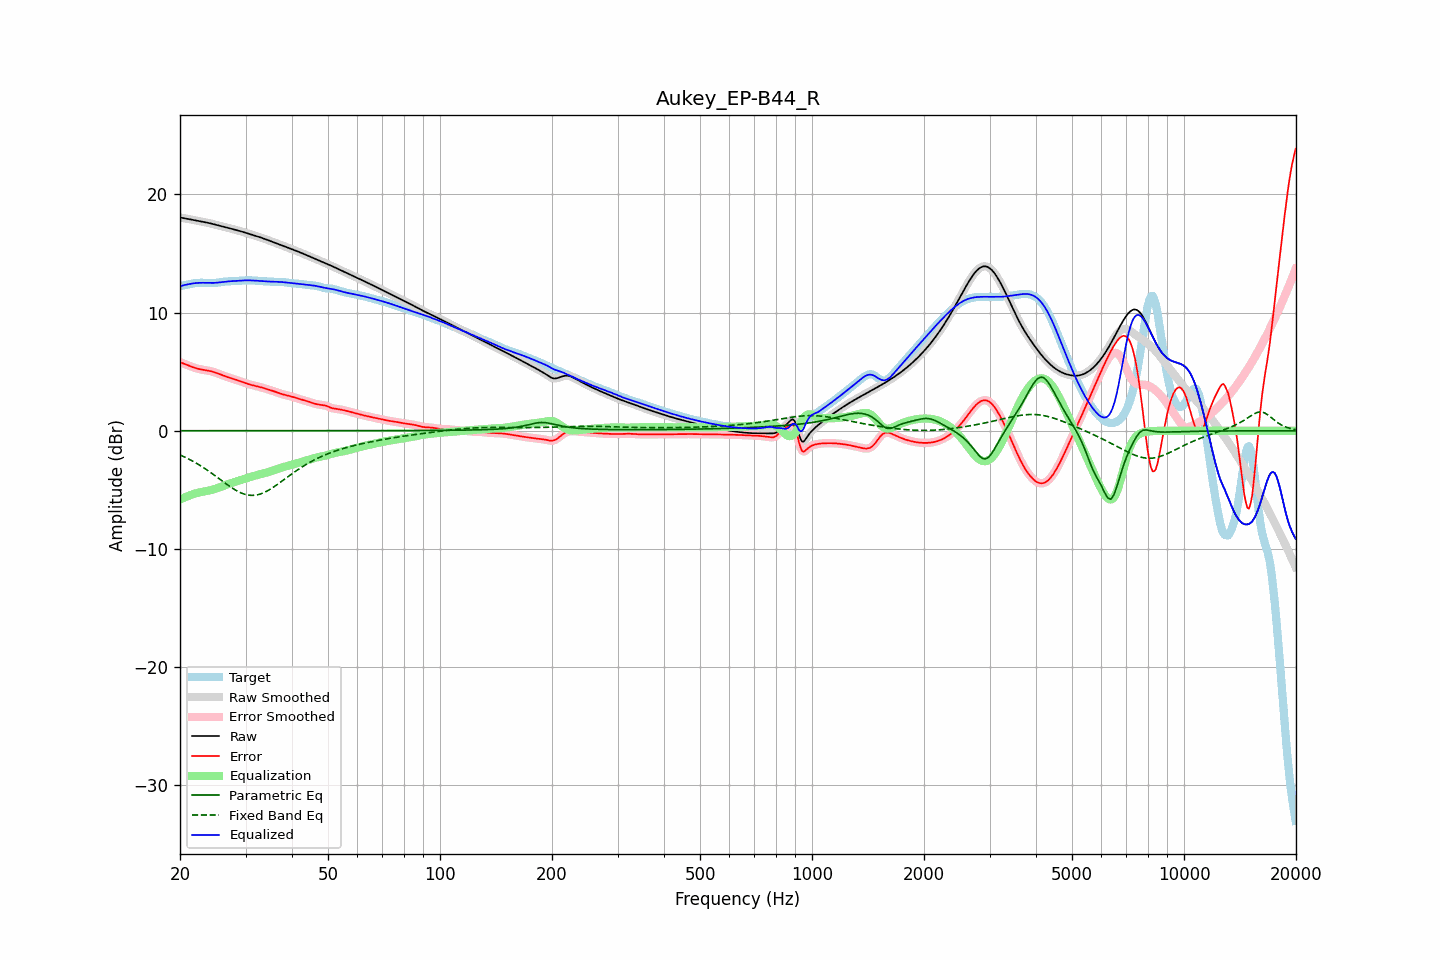 Aukey_EP-B44_R
Amplitude (dBr)
20
10
0
−10
−20
−30
Target
Raw Smoothed
Error Smoothed
Raw
Error
Equalization
Parametric Eq
Fixed Band Eq
Equalized
20 50 100 200 500 1000 2000 5000 10000 20000
Frequency (Hz)